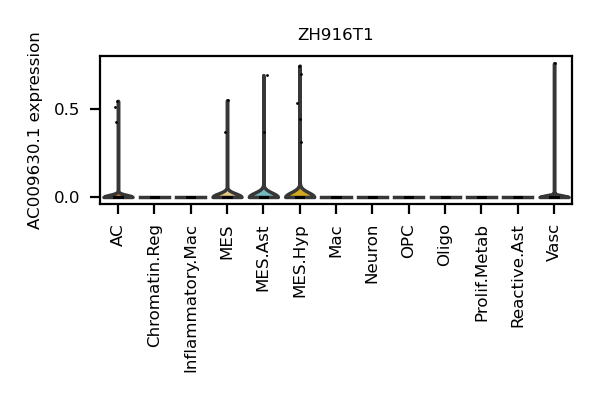 ZH916T1
AC009630.1 expression
0.5
0.0
AC
Chromatin.Reg
Inflammatory.Mac
MES
MES.Ast
MES.Hyp
Mac
Neuron
OPC
Oligo
Prolif.Metab
Reactive.Ast
Vasc